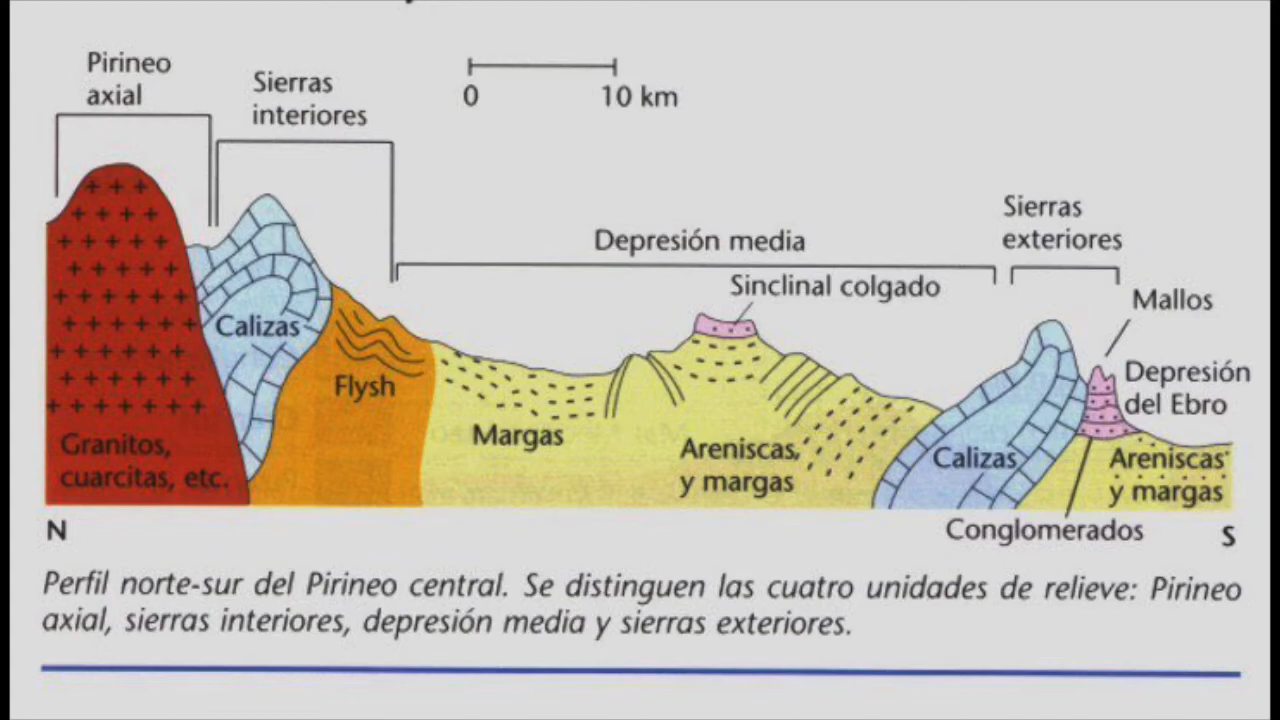 Pirineo
axial
Sierras
interiores
0 10 km
Depresión media
Sinclinal colgado
Sierras
exteriores
Mallos
Depresión
del Ebro
Calizas
Flysh
Granitos,
cuarcitas, etc.
Margas
Areniscas,
y margas
Calizas
Areniscas
y margas
Conglomerados
N
S
Perfil norte-sur del Pirineo central. Se distinguen las cuatro unidades de relieve: Pirineo
axial, sierras interiores, depresión media y sierras exteriores.